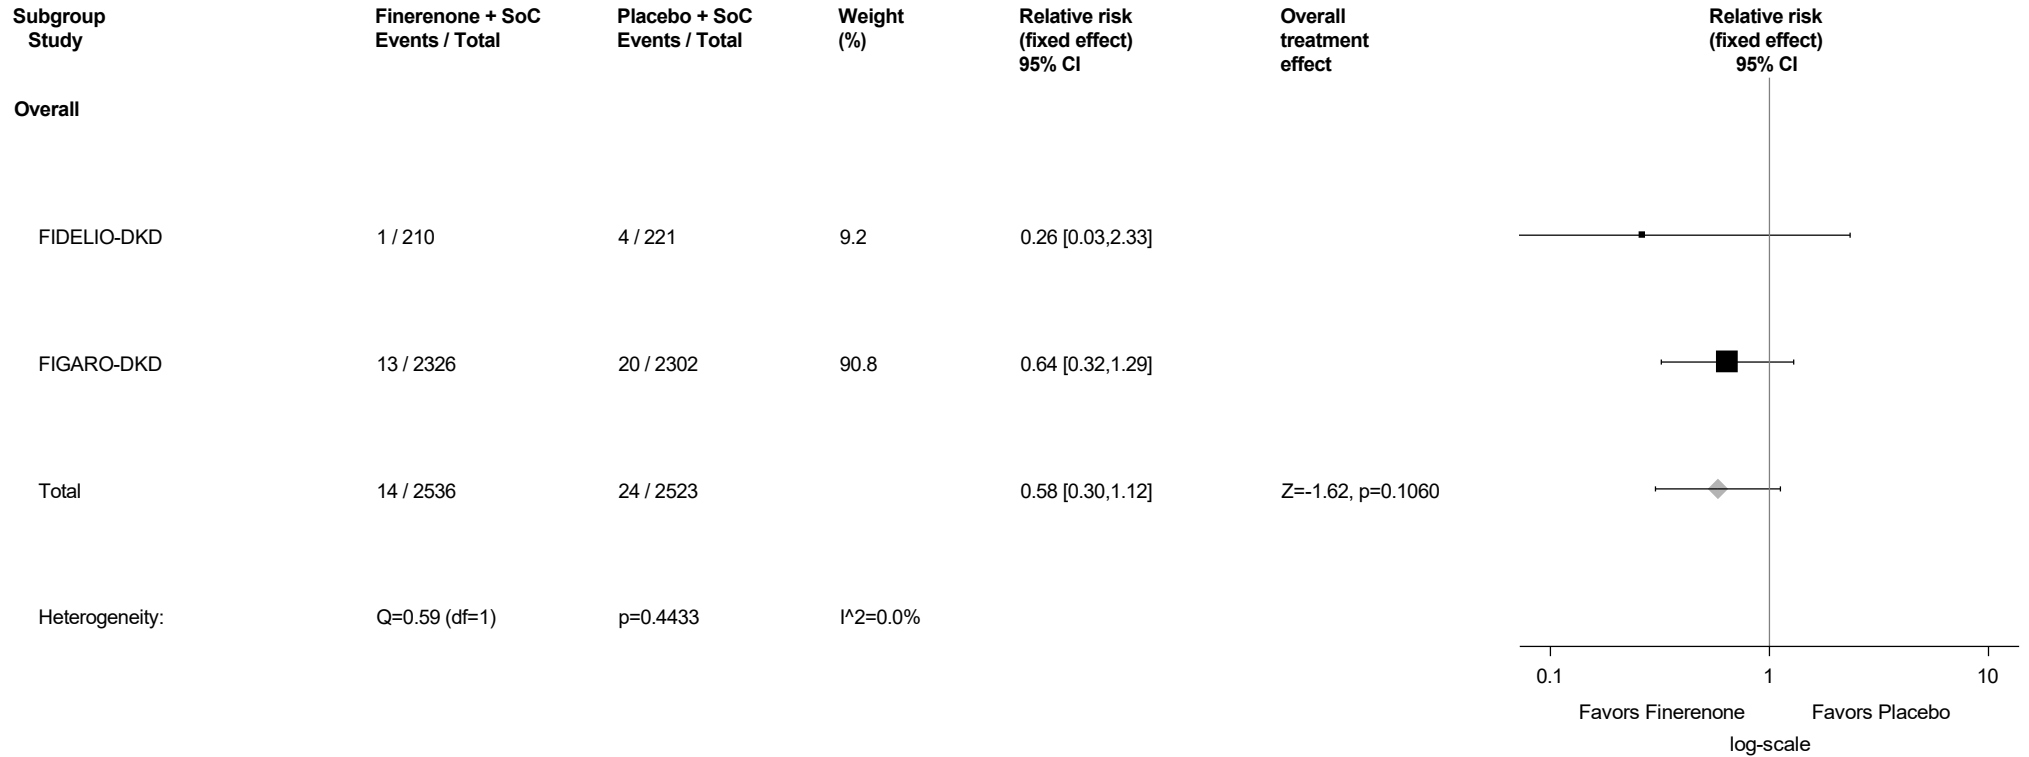 Subgroup Finerenone + SoC Placebo + SoC Weight Relative risk Overall Relative risk
Study Events / Total Events / Total (%) (fixed effect) treatment (fixed effect)
95% CI effect 95% CI
Overall
FIDELIO-DKD 1 / 210 4 / 221 9.2 0.26 [0.03,2.33]
FIGARO-DKD 13 / 2326 20 / 2302 90.8 0.64 [0.32,1.29]
Total 14 / 2536 24 / 2523 0.58 [0.30,1.12] Z=-1.62, p=0.1060
Heterogeneity: Q=0.59 (df=1) p=0.4433 I^2=0.0%
0.1 1 10
Favors Finerenone Favors Placebo
log-scale